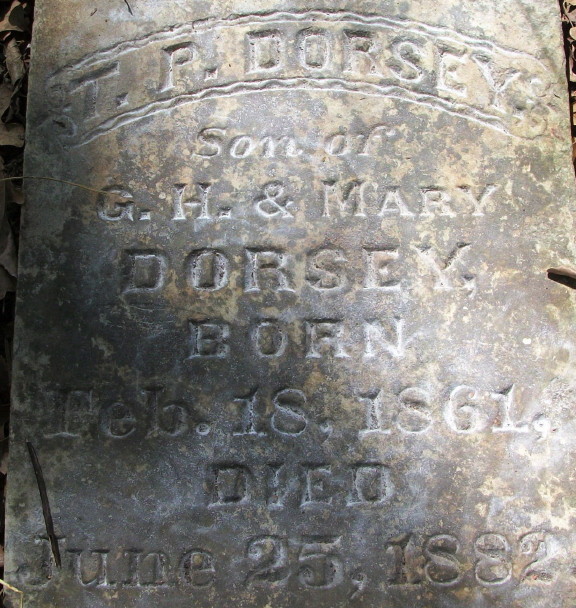 T. P. DORSEY.
Son of
G. H. & MARY
DORSEY,
BORN
Feb. 18, 1861,
DIED
June 25, 1882